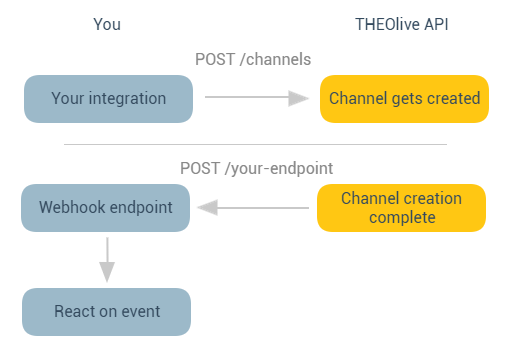 You
THEOlive API
POST /channels
Your integration
Channel gets created
POST /your-endpoint
Webhook endpoint
Channel creation
complete
React on event